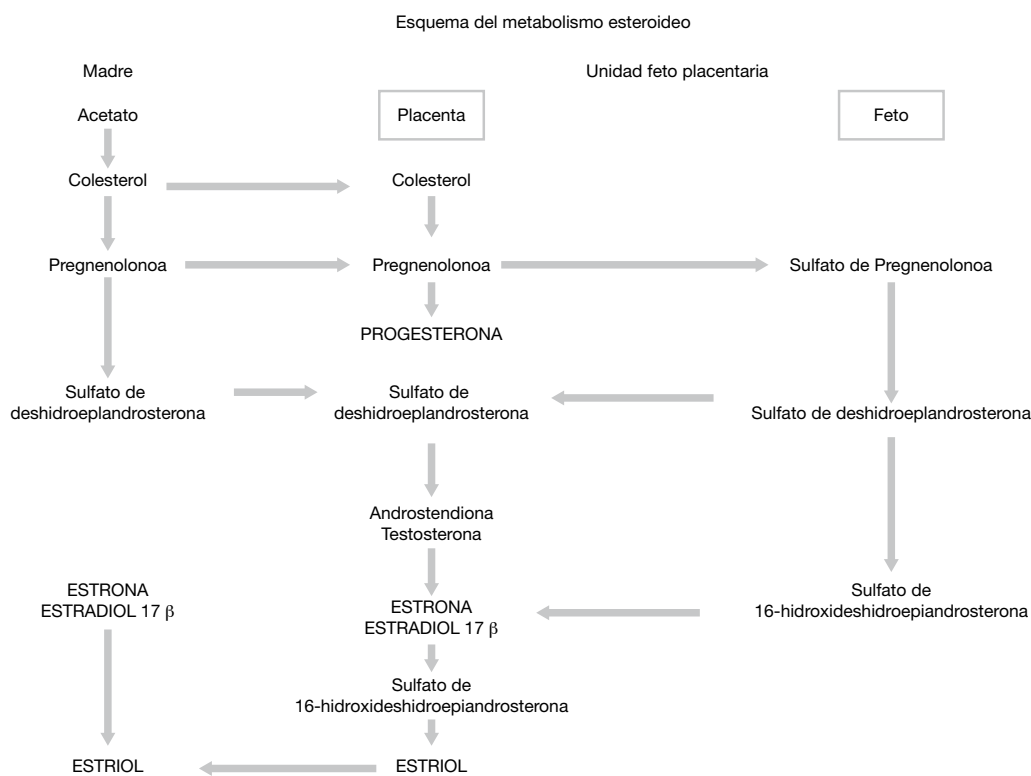 Esquema del metabolismo esteroideo
Madre
Unidad feto placentaria
Acetato
Placenta
Feto
Colesterol
Colesterol
Pregnenolonoa
Pregnenolonoa
Sulfato de Pregnenolonoa
PROGESTERONA
Sulfato de
deshidroeplandrosterona
Sulfato de
deshidroeplandrosterona
Sulfato de deshidroeplandrosterona
Androstendiona
Testosterona
ESTRONA
ESTRADIOL 17 β
ESTRONA
ESTRADIOL 17 β
Sulfato de
16-hidroxideshidroepiandrosterona
Sulfato de
16-hidroxideshidroepiandrosterona
ESTRIOL
ESTRIOL